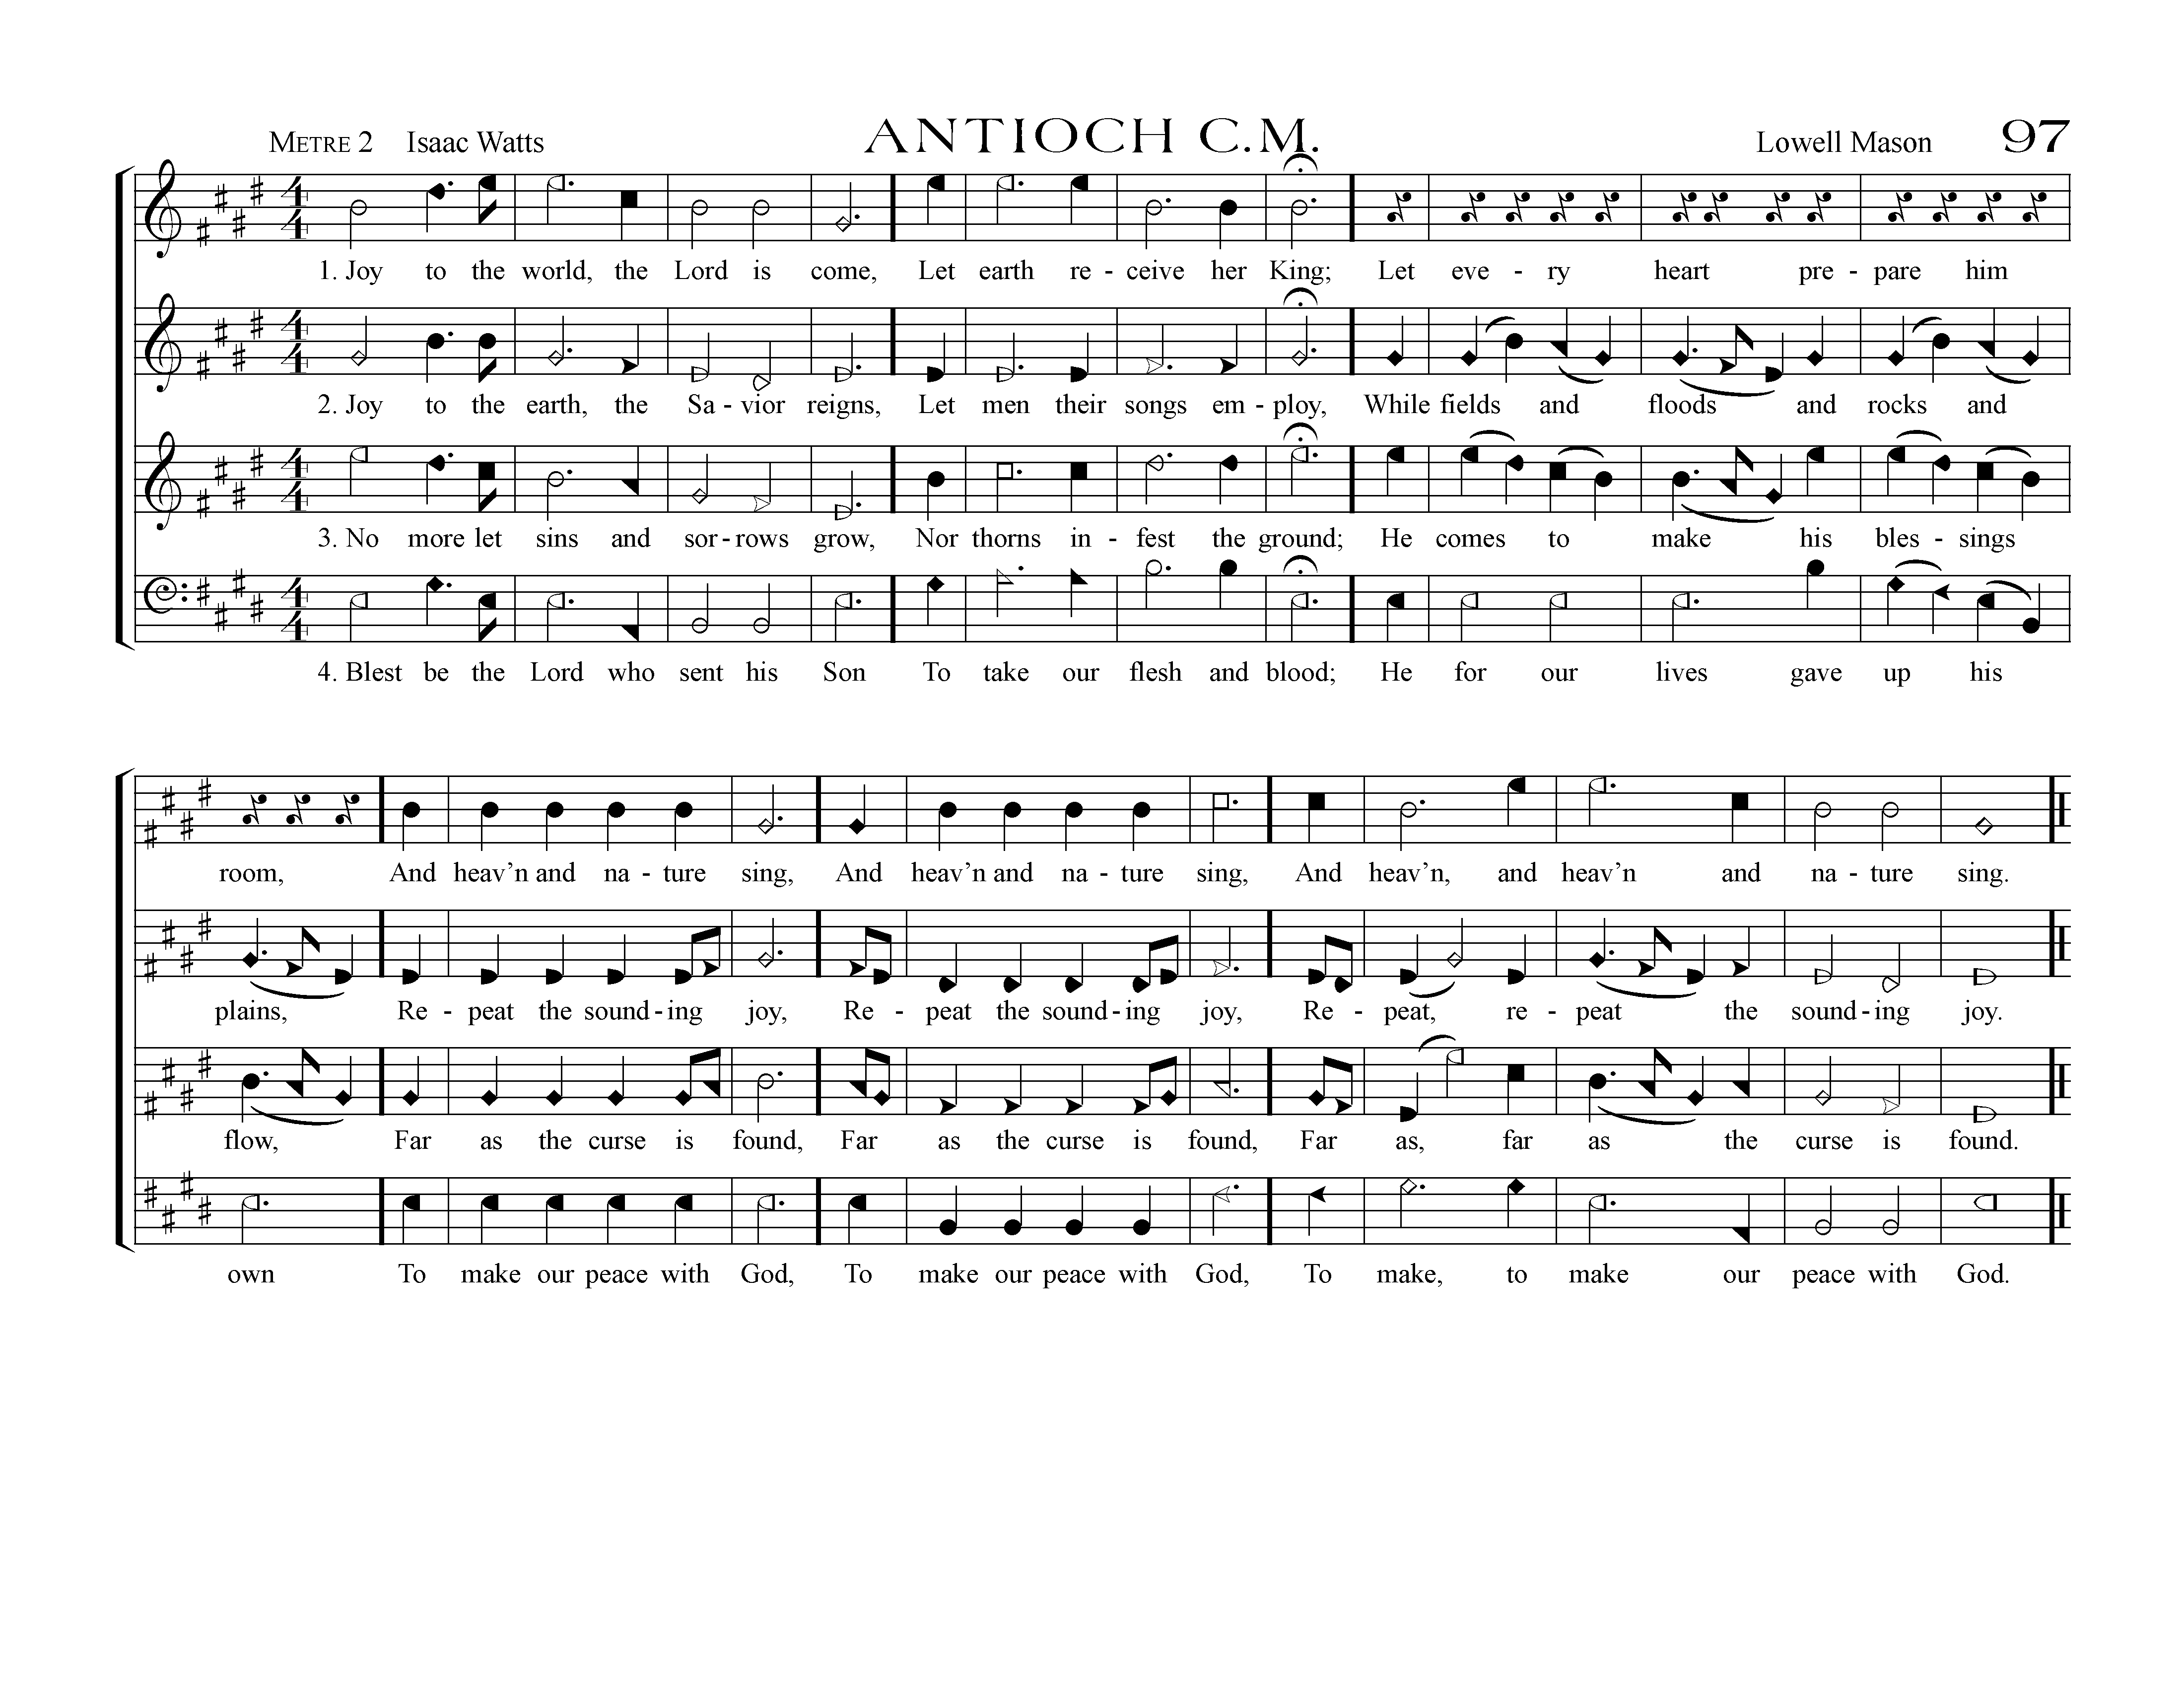 METRE 2 Isaac Watts ANTIOCH C.M. Lowell Mason 97
4 4
1. Joy to the world, the Lord is come, Let earth re - ceive her King; Let eve - ry heart pre - pare him
4 4
2. Joy to the earth, the Sa - vior reigns, Let men their songs em - ploy, While fields and floods and rocks and
4 4
3. No more let sins and sor - rows grow, Nor thorns in - fest the ground; He comes to make his bles - sings
4 4
4. Blest be the Lord who sent his Son To take our flesh and blood; He for our lives gave up his
room, And heav’n and na - ture sing, And heav’n and na - ture sing, And heav’n, and heav’n and na - ture sing.
plains, Re - peat the sound - ing joy, Re - peat the sound - ing joy, Re - peat, re - peat the sound - ing joy.
flow, Far as the curse is found, Far as the curse is found, Far as, far as the curse is found.
own To make our peace with God, To make our peace with God, To make, to make our peace with God.